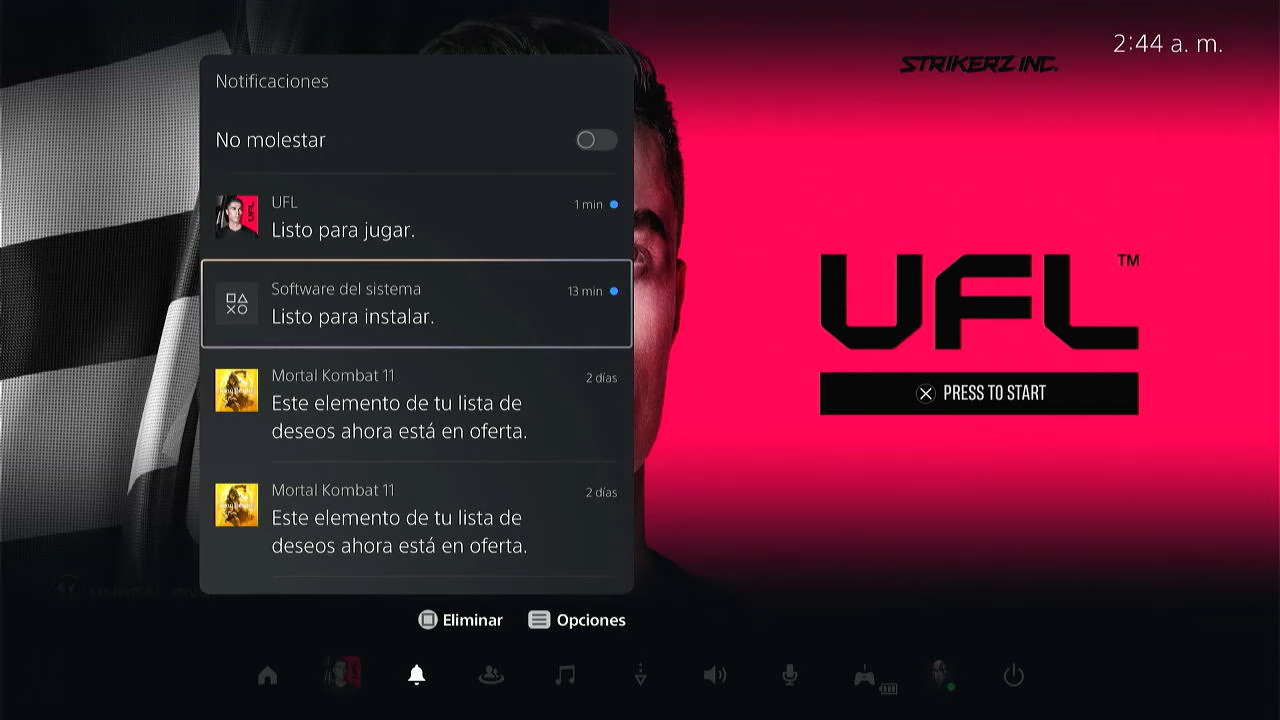 2:44 a. m.
STRIKERZ INC.
Notificaciones
No molestar
UFL
1 min
Listo para jugar.
Software del sistema
13 min
Listo para instalar.
Mortal Kombat 11
2 días
Este elemento de tu lista de
deseos ahora está en oferta.
Mortal Kombat 11
2 días
Este elemento de tu lista de
deseos ahora está en oferta.
Eliminar
Opciones
UFL™
PRESS TO START